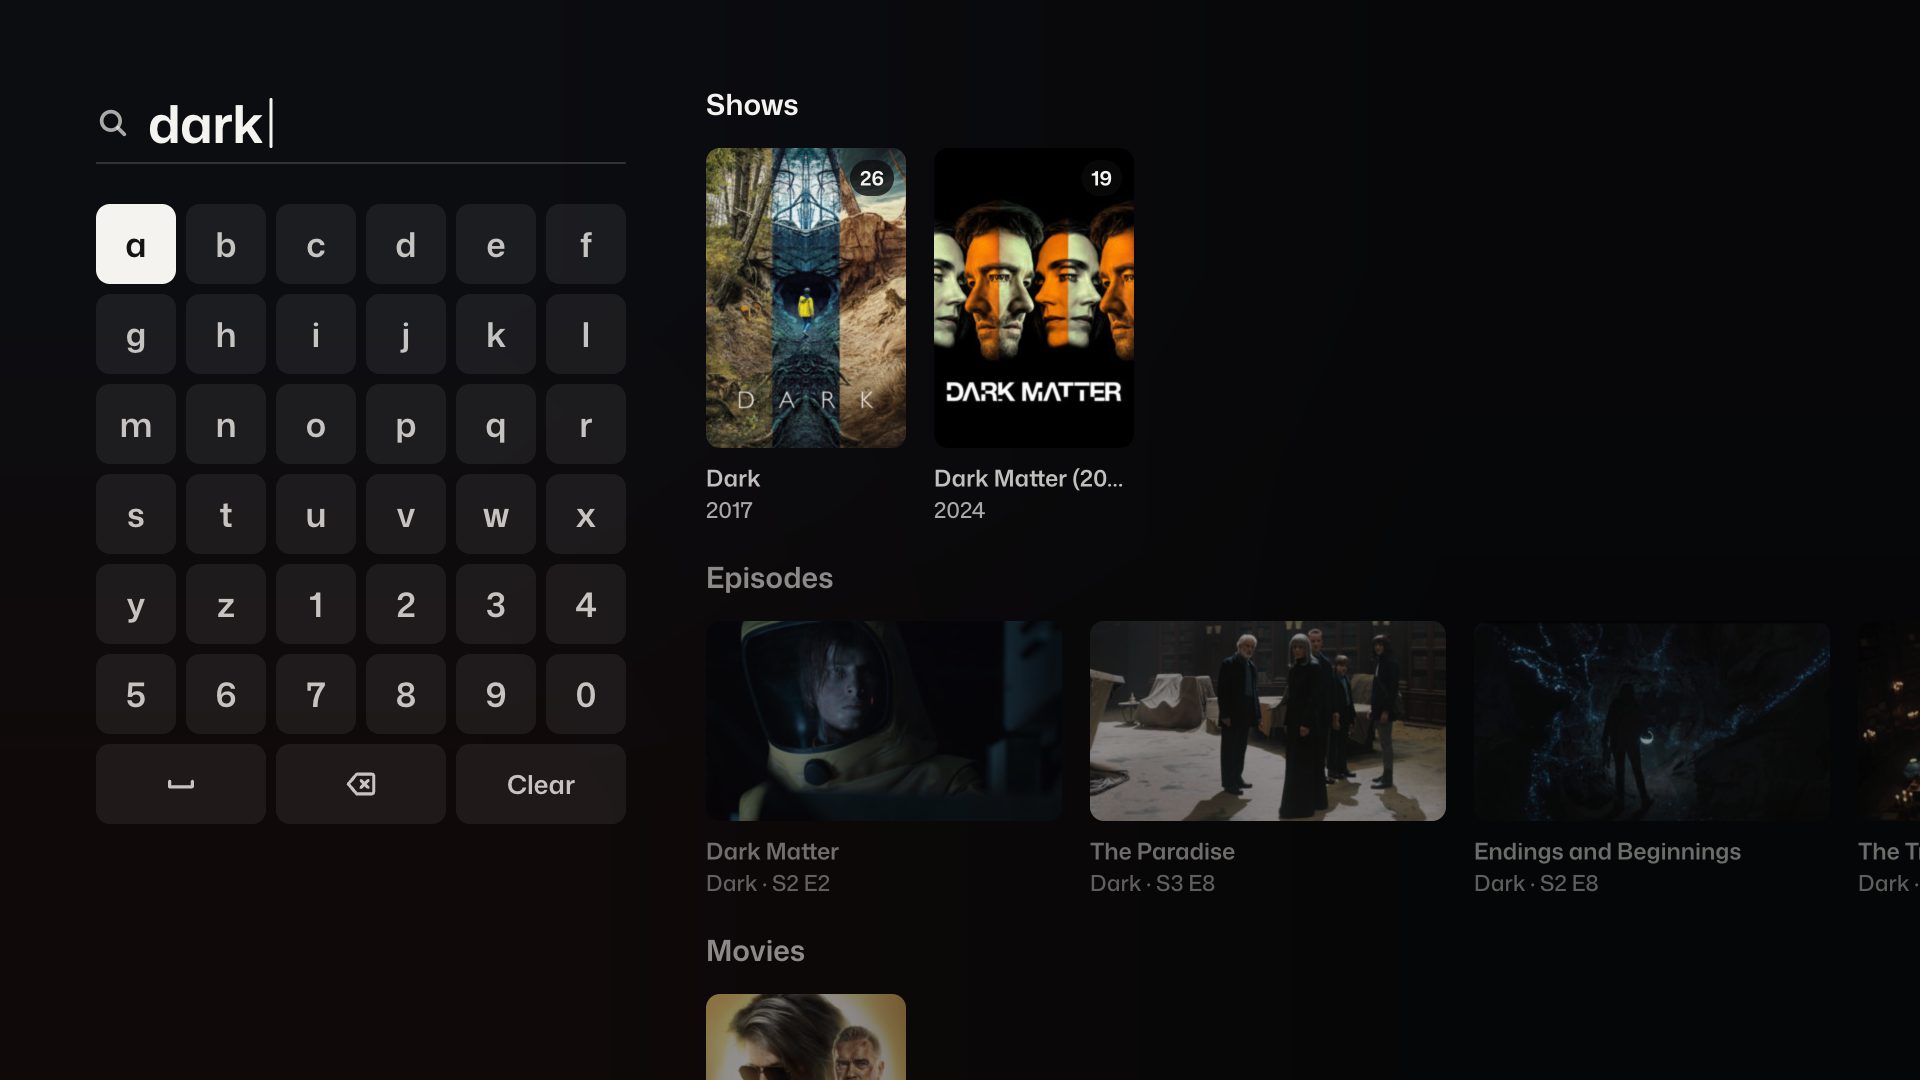 dark
a b c d e f
g h i j k l
m n o p q r
s t u v w x
y z 1 2 3 4
5 6 7 8 9 0
Clear
Shows
26
DARK
Dark
2017
19
DARK MATTER
Dark Matter (20...
2024
Episodes
Dark Matter
Dark · S2 E2
The Paradise
Dark · S3 E8
Endings and Beginnings
Dark · S2 E8
The
Dark ·
Movies